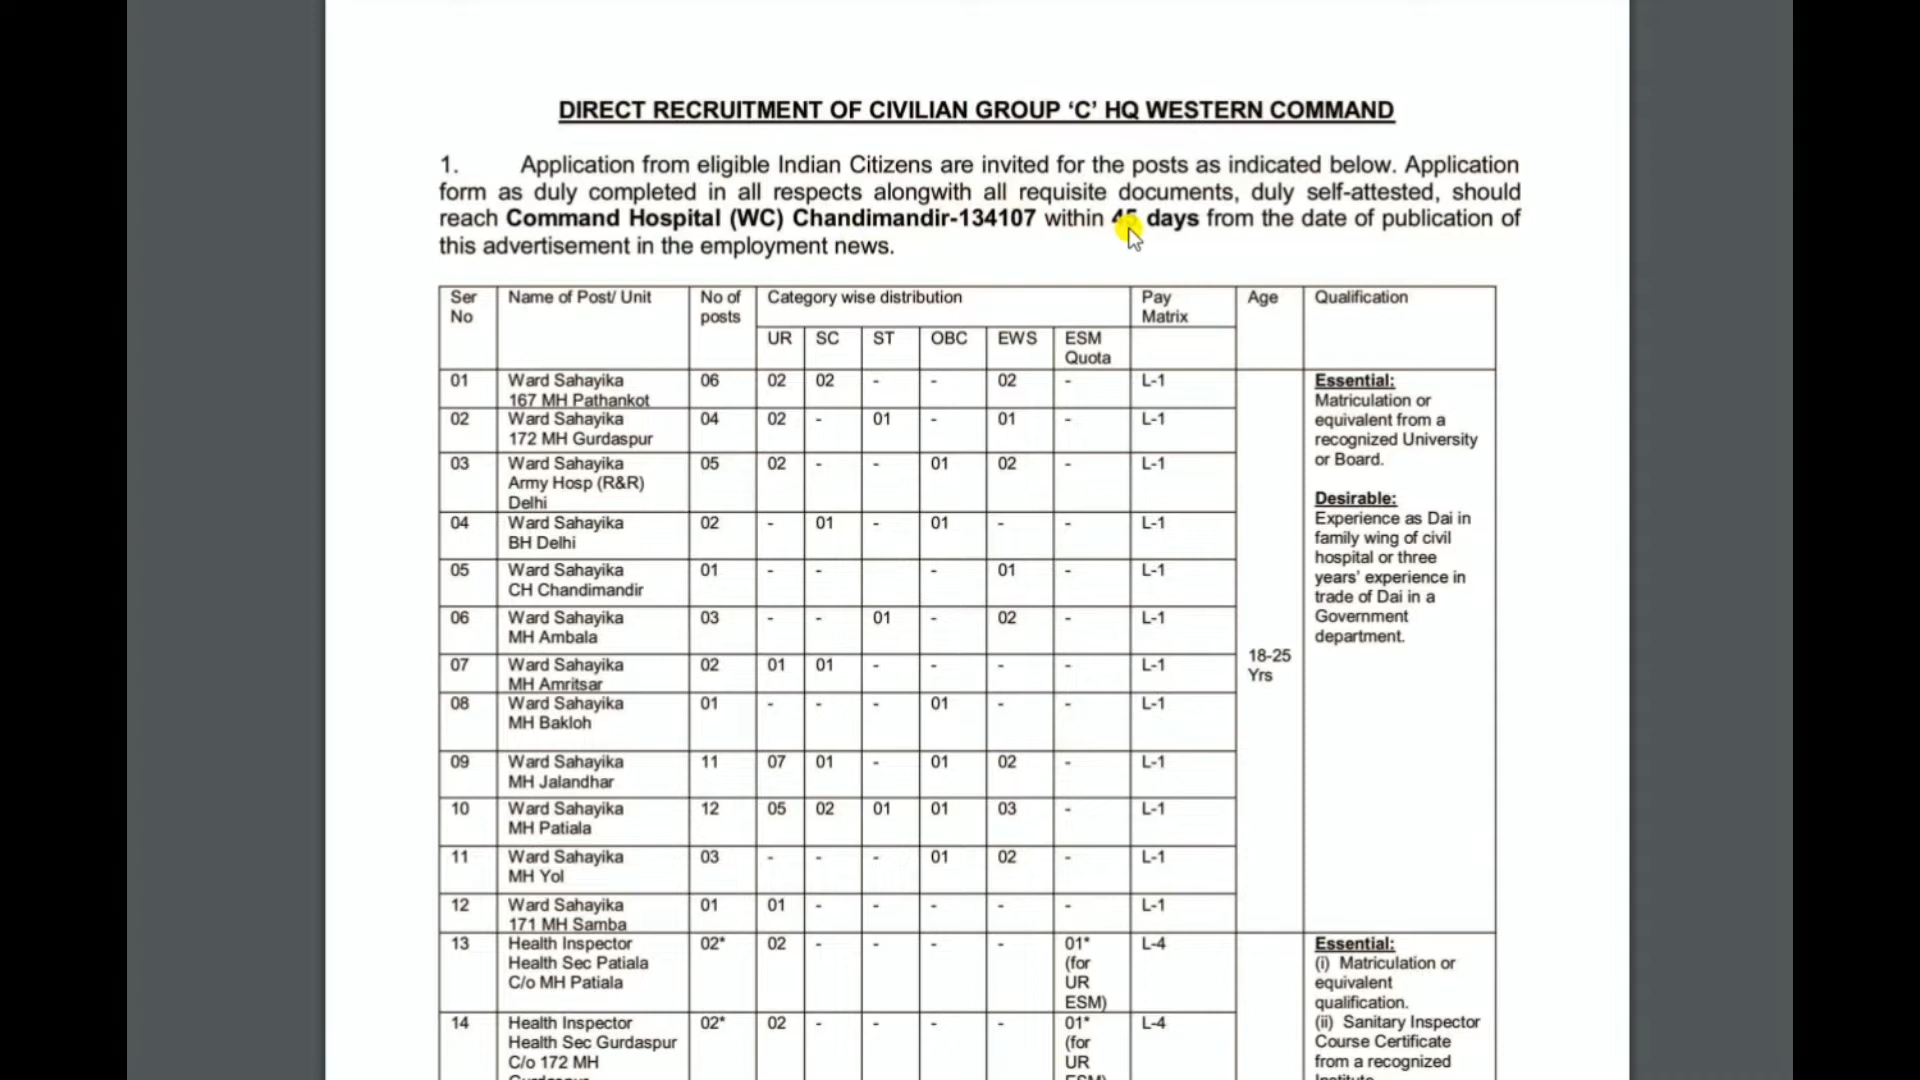 DIRECT RECRUITMENT OF CIVILIAN GROUP ‘C’ HQ WESTERN COMMAND
1. Application from eligible Indian Citizens are invited for the posts as indicated below. Application
form as duly completed in all respects alongwith all requisite documents, duly self-attested, should
reach Command Hospital (WC) Chandimandir-134107 within 45 days from the date of publication of
this advertisement in the employment news.
Ser No | Name of Post/ Unit | No of posts | Category wise distribution | Pay Matrix | Age | Qualification
UR SC ST OBC EWS ESM Quota
01 Ward Sahayika 167 MH Pathankot 06 02 02 - - 02 - L-1
02 Ward Sahayika 172 MH Gurdaspur 04 02 - 01 - 01 - L-1
03 Ward Sahayika Army Hosp (R&R) Delhi 05 02 - - 01 02 - L-1
04 Ward Sahayika BH Delhi 02 - 01 - 01 - - L-1
05 Ward Sahayika CH Chandimandir 01 - - - 01 - L-1
06 Ward Sahayika MH Ambala 03 - - 01 - 02 - L-1
07 Ward Sahayika MH Amritsar 02 01 01 - - - - L-1
08 Ward Sahayika MH Bakloh 01 - - - 01 - - L-1
09 Ward Sahayika MH Jalandhar 11 07 01 - 01 02 - L-1
10 Ward Sahayika MH Patiala 12 05 02 01 01 03 - L-1
11 Ward Sahayika MH Yol 03 - - - 01 02 - L-1
12 Ward Sahayika 171 MH Samba 01 01 - - - - - L-1
18-25 Yrs
Essential:
Matriculation or
equivalent from a
recognized University
or Board.
Desirable:
Experience as Dai in
family wing of civil
hospital or three
years’ experience in
trade of Dai in a
Government
department.
13 Health Inspector Health Sec Patiala C/o MH Patiala 02* 02 - - - - 01* (for UR ESM) L-4
14 Health Inspector Health Sec Gurdaspur C/o 172 MH Gurdaspur 02* 02 - - - - 01* (for UR ESM) L-4
Essential:
(i) Matriculation or
equivalent
qualification.
(ii) Sanitary Inspector
Course Certificate
from a recognized